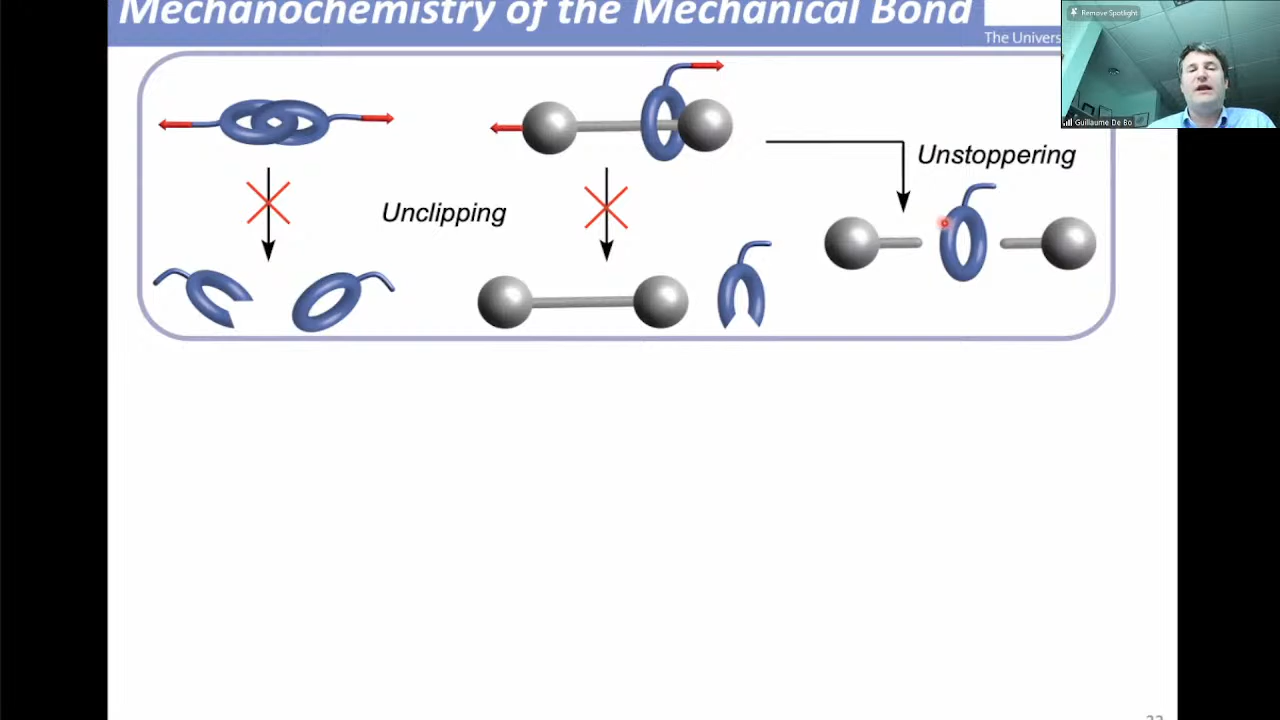 Mechanochemistry of the Mechanical Bond
The Univers
Remove Spotlight
Guillaume De Bo
Unstoppering
Unclipping